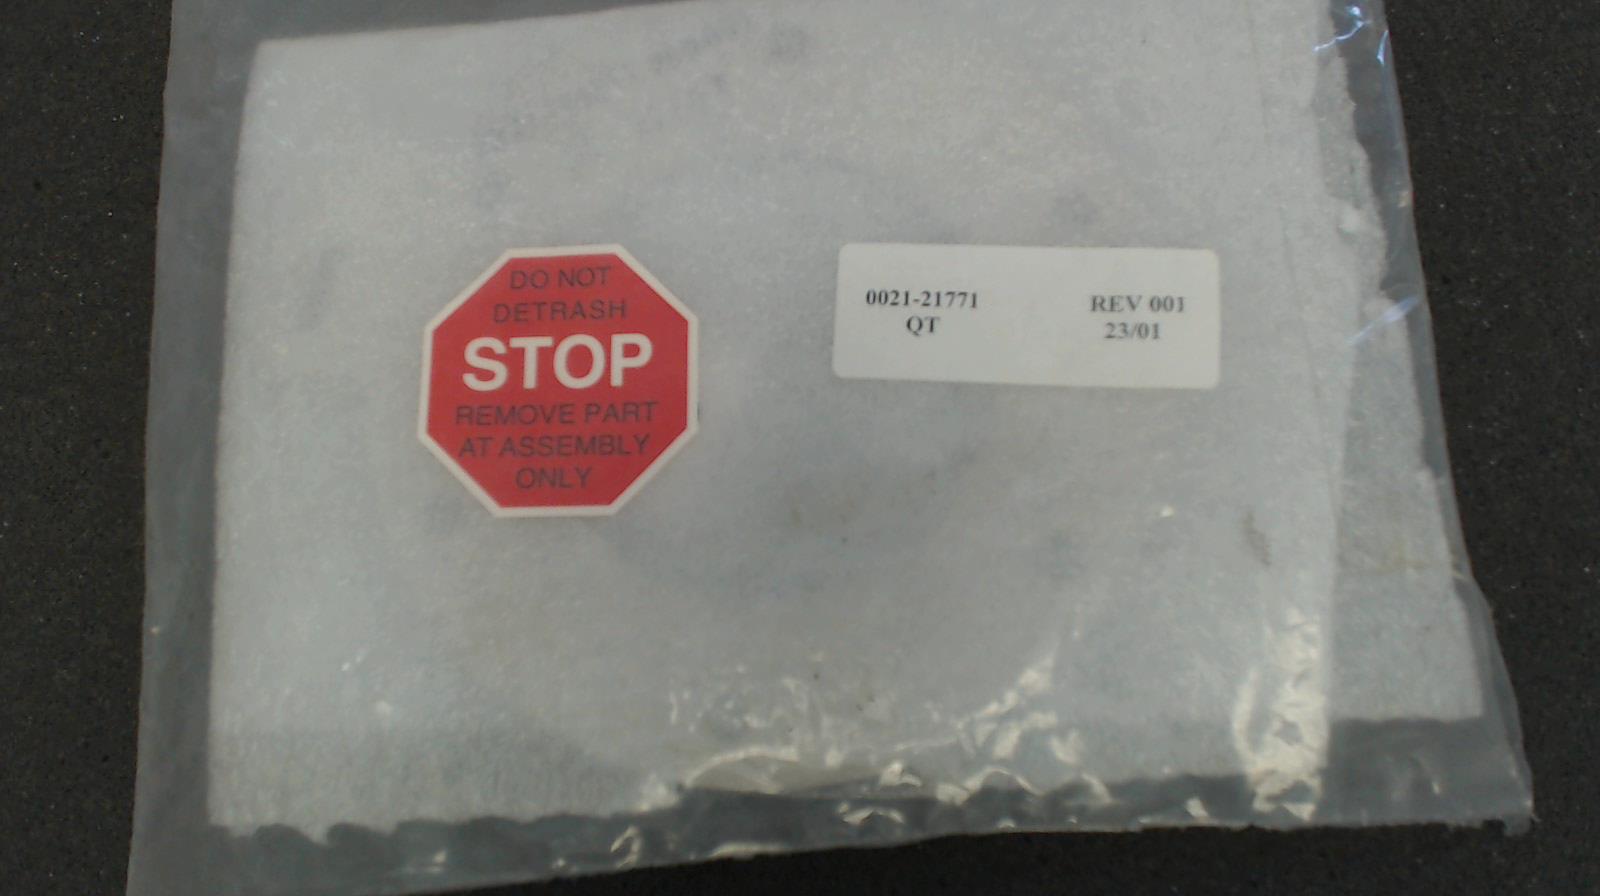 DO NOT
DETRASH
STOP
REMOVE PART
AT ASSEMBLY
ONLY
0021-21771 REV 001
QT 23/01